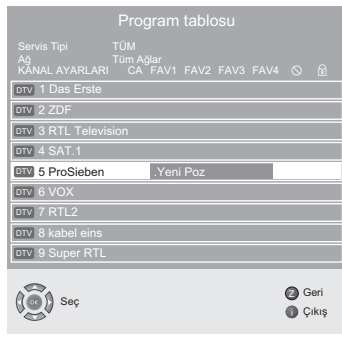 Program tablosu
Servis Tipi TÜM
Ağ Tüm Ağlar
KANAL AYARLARI CA FAV1 FAV2 FAV3 FAV4
DTV 1 Das Erste
DTV 2 ZDF
DTV 3 RTL Television
DTV 4 SAT.1
DTV 5 ProSieben .Yeni Poz
DTV 6 VOX
DTV 7 RTL2
DTV 8 kabel eins
DTV 9 Super RTL
OK Seç
Z Geri
i Çıkış